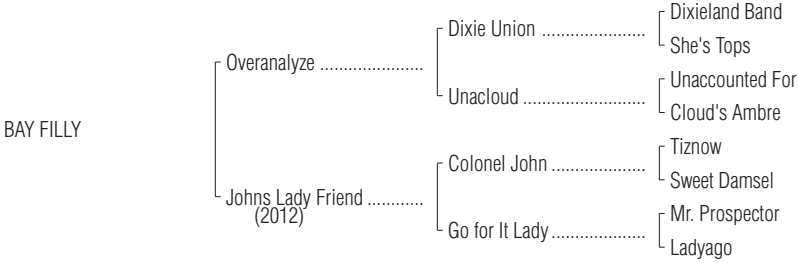 Dixieland Band
Dixie Union ......................
She's Tops
Overanalyze ......................
Unaccounted For
Unacloud ..........................
Cloud's Ambre
BAY FILLY
Tiznow
Colonel John ....................
Sweet Damsel
Johns Lady Friend ............
(2012)
Mr. Prospector
Go for It Lady ....................
Ladyago